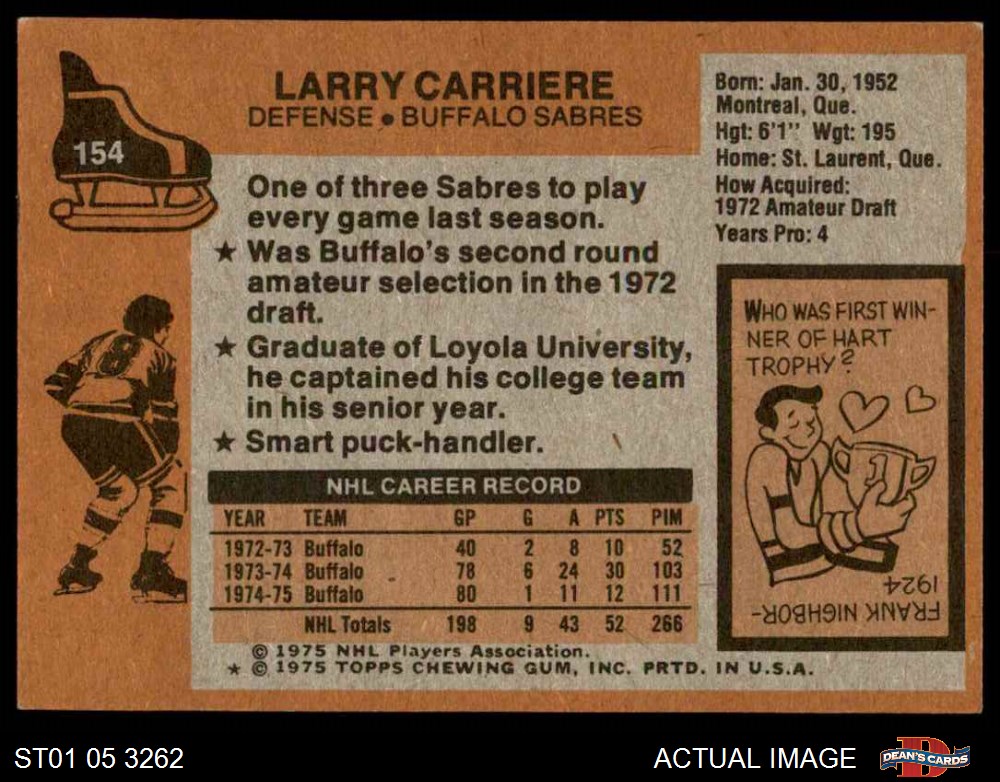 154
LARRY CARRIERE
DEFENSE • BUFFALO SABRES
One of three Sabres to play
every game last season.
★ Was Buffalo's second round
amateur selection in the 1972
draft.
★ Graduate of Loyola University,
he captained his college team
in his senior year.
★ Smart puck-handler.
NHL CAREER RECORD
YEAR TEAM GP G A PTS PIM
1972-73 Buffalo 40 2 8 10 52
1973-74 Buffalo 78 6 24 30 103
1974-75 Buffalo 80 1 11 12 111
NHL Totals 198 9 43 52 266
© 1975 NHL Players Association.
★ © 1975 TOPPS CHEWING GUM, INC. PRTD. IN U.S.A.
Born: Jan. 30, 1952
Montreal, Que.
Hgt: 6'1" Wgt: 195
Home: St. Laurent, Que.
How Acquired:
1972 Amateur Draft
Years Pro: 4
WHO WAS FIRST WIN-
NER OF HART
TROPHY?
1
FRANK NIGHBOR-
1924
8
ST01 05 3262
ACTUAL IMAGE
D
DEAN'S CARDS